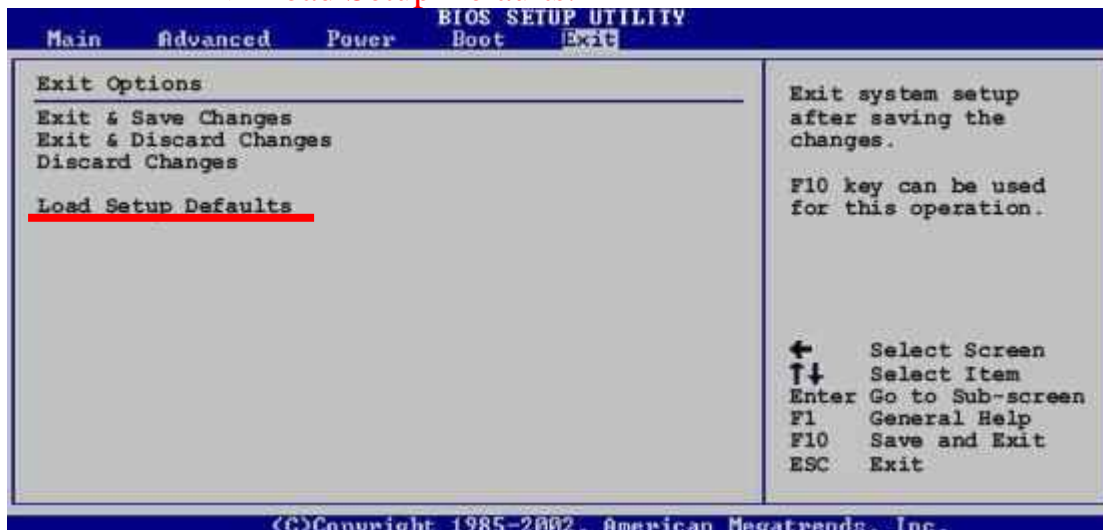 BIOS SETUP UTILITY
Main Advanced Power Boot Exit
Exit Options
Exit & Save Changes
Exit & Discard Changes
Discard Changes
Load Setup Defaults
Exit system setup
after saving the
changes.
F10 key can be used
for this operation.
← Select Screen
↑↓ Select Item
Enter Go to Sub-screen
F1 General Help
F10 Save and Exit
ESC Exit
(C)Copyright 1985-2002, American Megatrends, Inc.